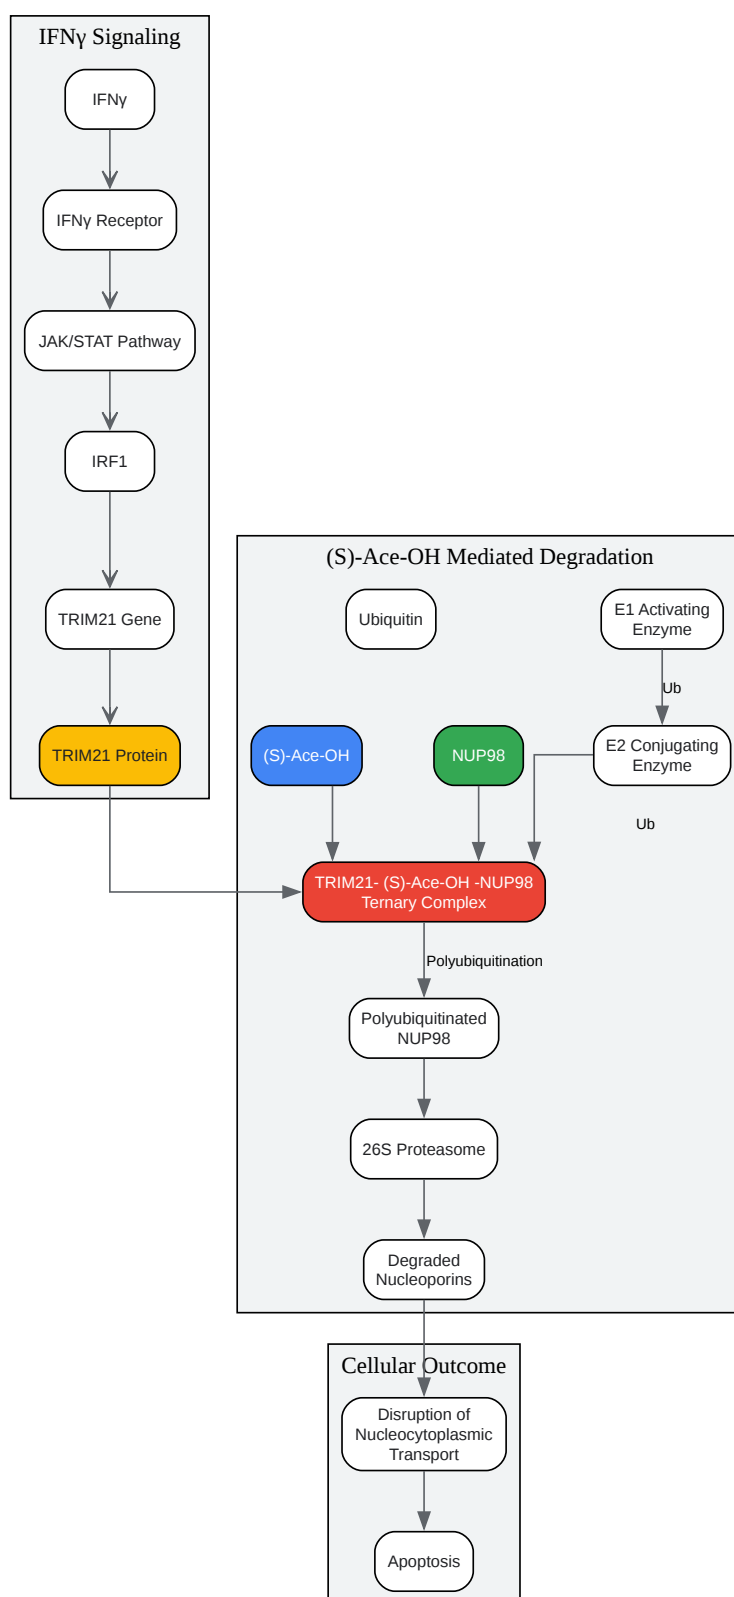 IFNγ Signaling
IFNγ
IFNγ Receptor
JAK/STAT Pathway
IRF1
TRIM21 Gene
TRIM21 Protein
(S)-Ace-OH Mediated Degradation
Ubiquitin
E1 Activating
Enzyme
Ub
(S)-Ace-OH
NUP98
E2 Conjugating
Enzyme
Ub
TRIM21- (S)-Ace-OH -NUP98
Ternary Complex
Polyubiquitination
Polyubiquitinated
NUP98
26S Proteasome
Degraded
Nucleoporins
Cellular Outcome
Disruption of
Nucleocytoplasmic
Transport
Apoptosis